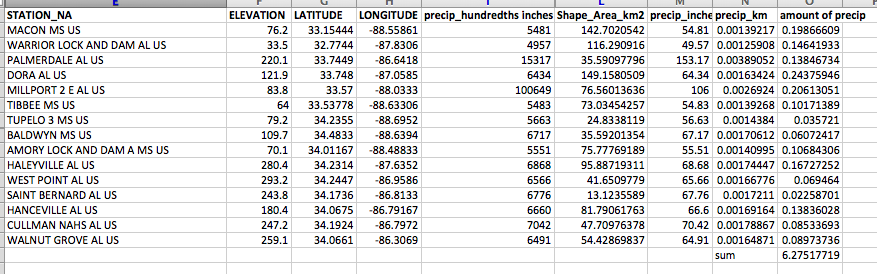 E F G H I L M N O
STATION_NA ELEVATION LATITUDE LONGITUDE precip_hundredths inches Shape_Area_km2 precip_inche precip_km amount of precip
MACON MS US 76.2 33.15444 -88.55861 5481 142.7020542 54.81 0.00139217 0.19866609
WARRIOR LOCK AND DAM AL US 33.5 32.7744 -87.8306 4957 116.290916 49.57 0.00125908 0.14641933
PALMERDALE AL US 220.1 33.7449 -86.6418 15317 35.59097796 153.17 0.00389052 0.13846734
DORA AL US 121.9 33.748 -87.0585 6434 149.1580509 64.34 0.00163424 0.24375946
MILLPORT 2 E AL US 83.8 33.57 -88.0333 100649 76.56013636 106 0.0026924 0.20613051
TIBBEE MS US 64 33.53778 -88.63306 5483 73.03454257 54.83 0.00139268 0.10171389
TUPELO 3 MS US 79.2 34.2355 -88.6952 5663 24.8338119 56.63 0.0014384 0.035721
BALDWYN MS US 109.7 34.4833 -88.6394 6717 35.59201354 67.17 0.00170612 0.06072417
AMORY LOCK AND DAM A MS US 70.1 34.01167 -88.48833 5551 75.77769189 55.51 0.00140995 0.10684306
HALEYVILLE AL US 280.4 34.2314 -87.6352 6868 95.88719311 68.68 0.00174447 0.16727252
WEST POINT AL US 293.2 34.2447 -86.9586 6566 41.6509779 65.66 0.00166776 0.069464
SAINT BERNARD AL US 243.8 34.1736 -86.8133 6776 13.1235589 67.76 0.0017211 0.02258701
HANCEVILLE AL US 180.4 34.0675 -86.79167 6660 81.79061763 66.6 0.00169164 0.13836028
CULLMAN NAHS AL US 247.2 34.1924 -86.7972 7042 47.70976378 70.42 0.00178867 0.08533693
WALNUT GROVE AL US 259.1 34.0661 -86.3069 6491 54.42869837 64.91 0.00164871 0.08973736
sum 6.27517719